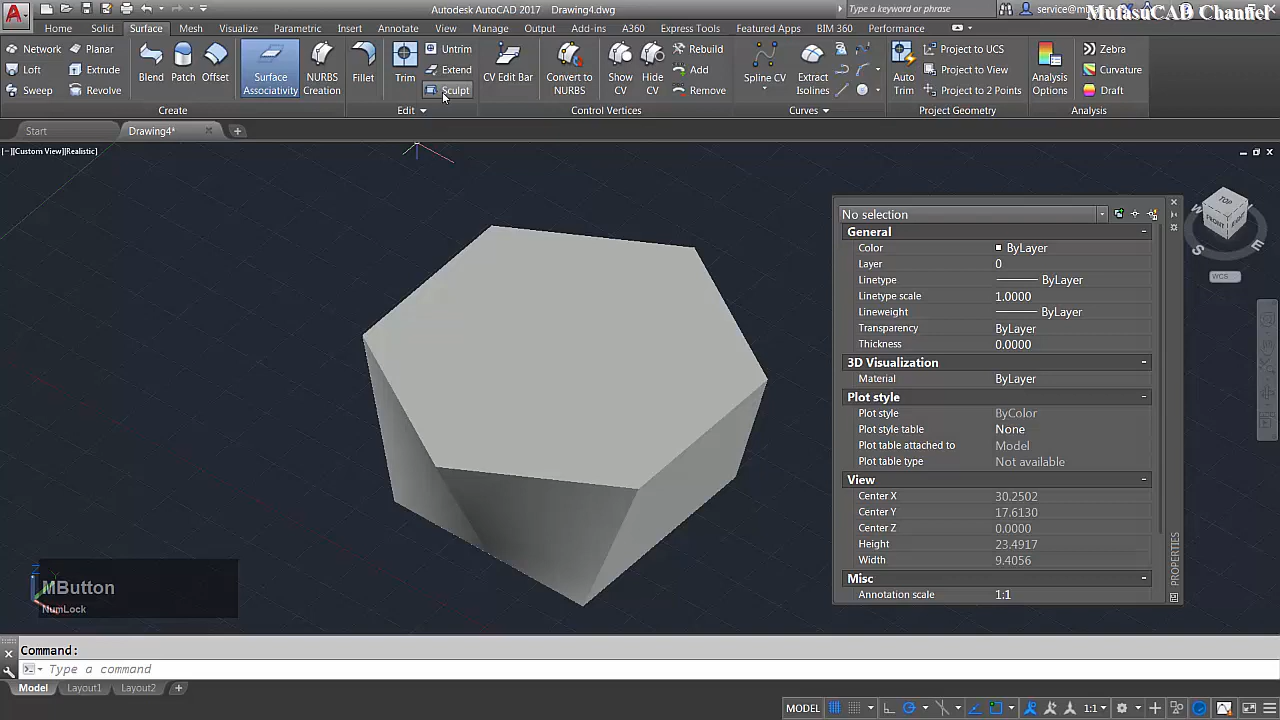 Autodesk AutoCAD 2017 Drawing4.dwg
Type a keyword or phrase
MufasuCAD Channel
Home Solid Surface Mesh Visualize Parametric Insert Annotate View Manage Output Add-ins A360 Express Tools Featured Apps BIM 360 Performance
Network Planar
Loft Extrude
Sweep Revolve
Blend Patch Offset
Surface Associativity
NURBS Creation
Fillet
Trim
Untrim
Extend
Sculpt
CV Edit Bar
Convert to NURBS
Show CV
Hide CV
Rebuild
Add
Remove
Spline CV
Extract Isolines
Auto Trim
Project to UCS
Project to View
Project to 2 Points
Analysis Options
Zebra
Curvature
Draft
Create Edit Control Vertices Curves Project Geometry Analysis
Start Drawing4*
[−][Custom View][Realistic]
TOP
FRONT
W
S
E
WCS
No selection
General
Color ByLayer
Layer 0
Linetype ByLayer
Linetype scale 1.0000
Lineweight ByLayer
Transparency ByLayer
Thickness 0.0000
3D Visualization
Material ByLayer
Plot style
Plot style ByColor
Plot style table None
Plot table attached to Model
Plot table type Not available
View
Center X 30.2502
Center Y 17.6130
Center Z 0.0000
Height 23.4917
Width 9.4056
Misc
Annotation scale 1:1
PROPERTIES
Z
MButton
NumLock
Command:
Type a command
Model Layout1 Layout2
MODEL 1:1